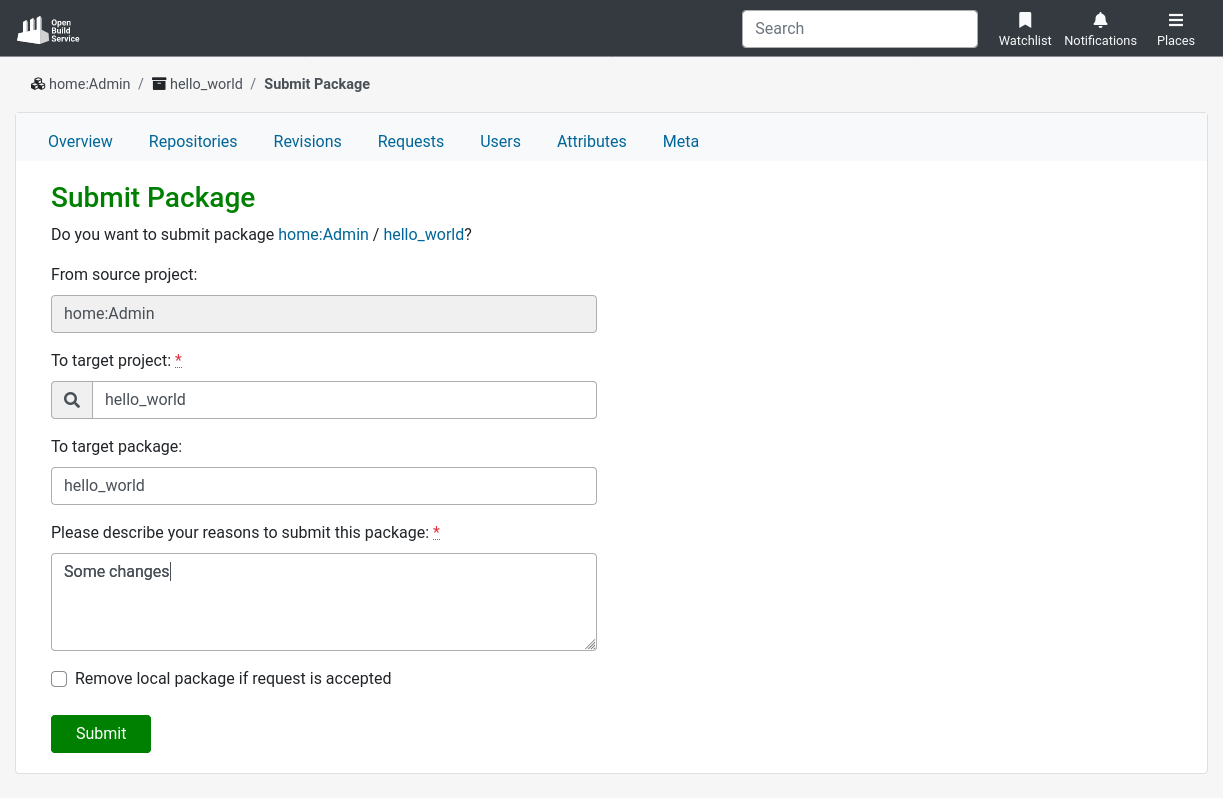 Open
Build
Service
Search
Watchlist Notifications Places
home:Admin / hello_world / Submit Package
Overview Repositories Revisions Requests Users Attributes Meta
Submit Package
Do you want to submit package home:Admin / hello_world?
From source project:
home:Admin
To target project: *
hello_world
To target package:
hello_world
Please describe your reasons to submit this package: *
Some changes
Remove local package if request is accepted
Submit